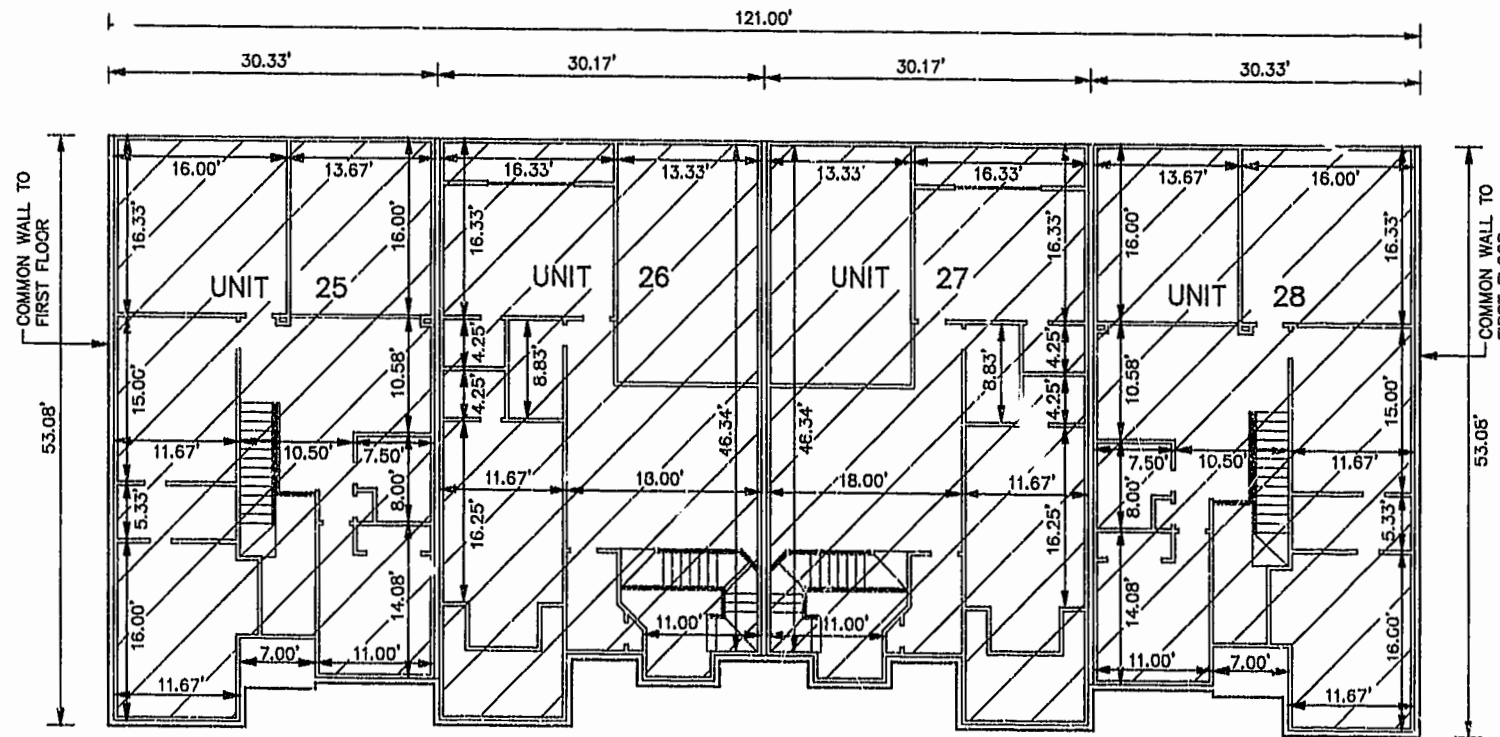 121.00'
30.33' 30.17' 30.17' 30.33'
16.00' 13.67' 16.33' 13.33' 13.33' 16.33' 13.67' 16.00'
COMMON WALL TO
FIRST FLOOR
16.33' 16.00' 16.33' 16.33' 16.00' 16.33'
COMMON WALL TO
UNIT 25 UNIT 26 UNIT 27 UNIT 28
53.08' 15.00' 10.58' 4.25' 8.83' 8.83' 4.25' 10.58' 15.00' 53.08'
4.25' 46.34' 46.34' 4.25'
11.67' 10.50' 7.50' 7.50' 10.50' 11.67'
8.00' 11.67' 18.00' 18.00' 11.67' 8.00'
5.33' 16.25' 16.25' 5.33'
16.00' 14.08' 11.00' 11.00' 14.08' 16.00'
7.00' 11.00' 11.00' 7.00'
11.67' 11.67'